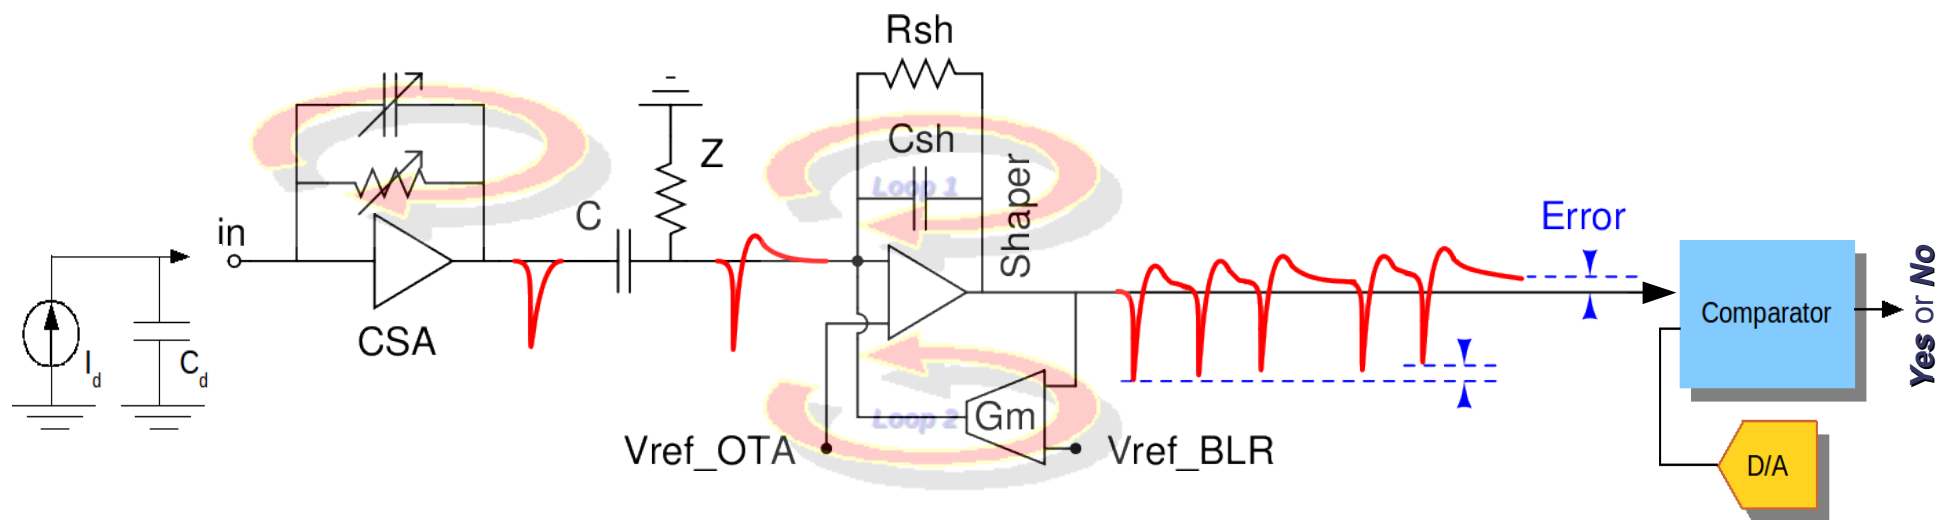 Rsh
Csh
Z
Loop 1
Shaper
C
in
Error
CSA
Comparator
Yes or No
I
d
C
d
Gm
Loop 2
Vref_OTA
Vref_BLR
D/A